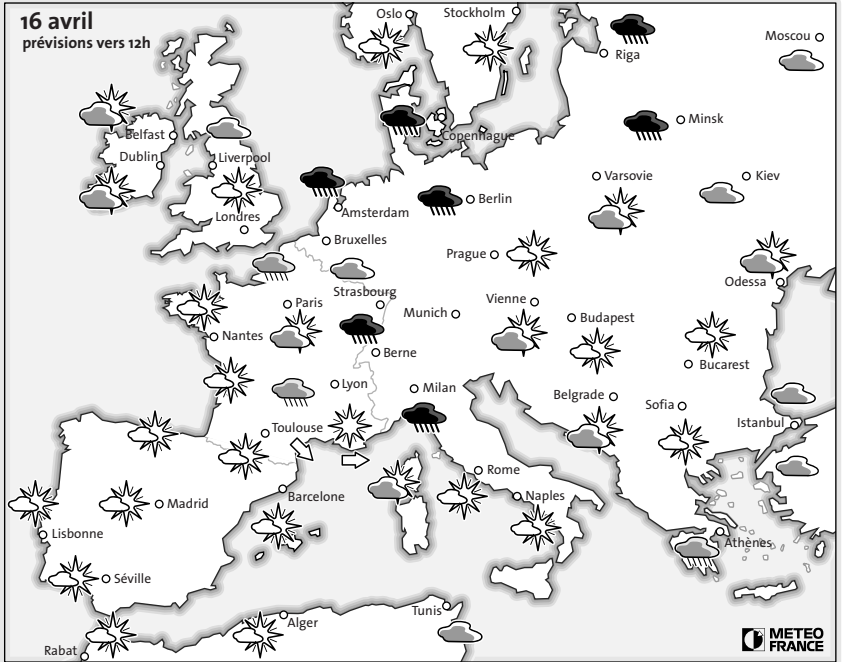 16 avril
prévisions vers 12h
Oslo
Stockholm
Moscou
Riga
Minsk
Belfast
Copenhague
Dublin
Liverpool
Varsovie
Kiev
Berlin
Amsterdam
Londres
Bruxelles
Prague
Odessa
Strasbourg
Paris
Munich
Vienne
Budapest
Nantes
Berne
Bucarest
Lyon
Milan
Belgrade
Sofia
Istanbul
Toulouse
Rome
Barcelone
Naples
Madrid
Lisbonne
Athènes
Séville
Tunis
Alger
Rabat
METEO
FRANCE